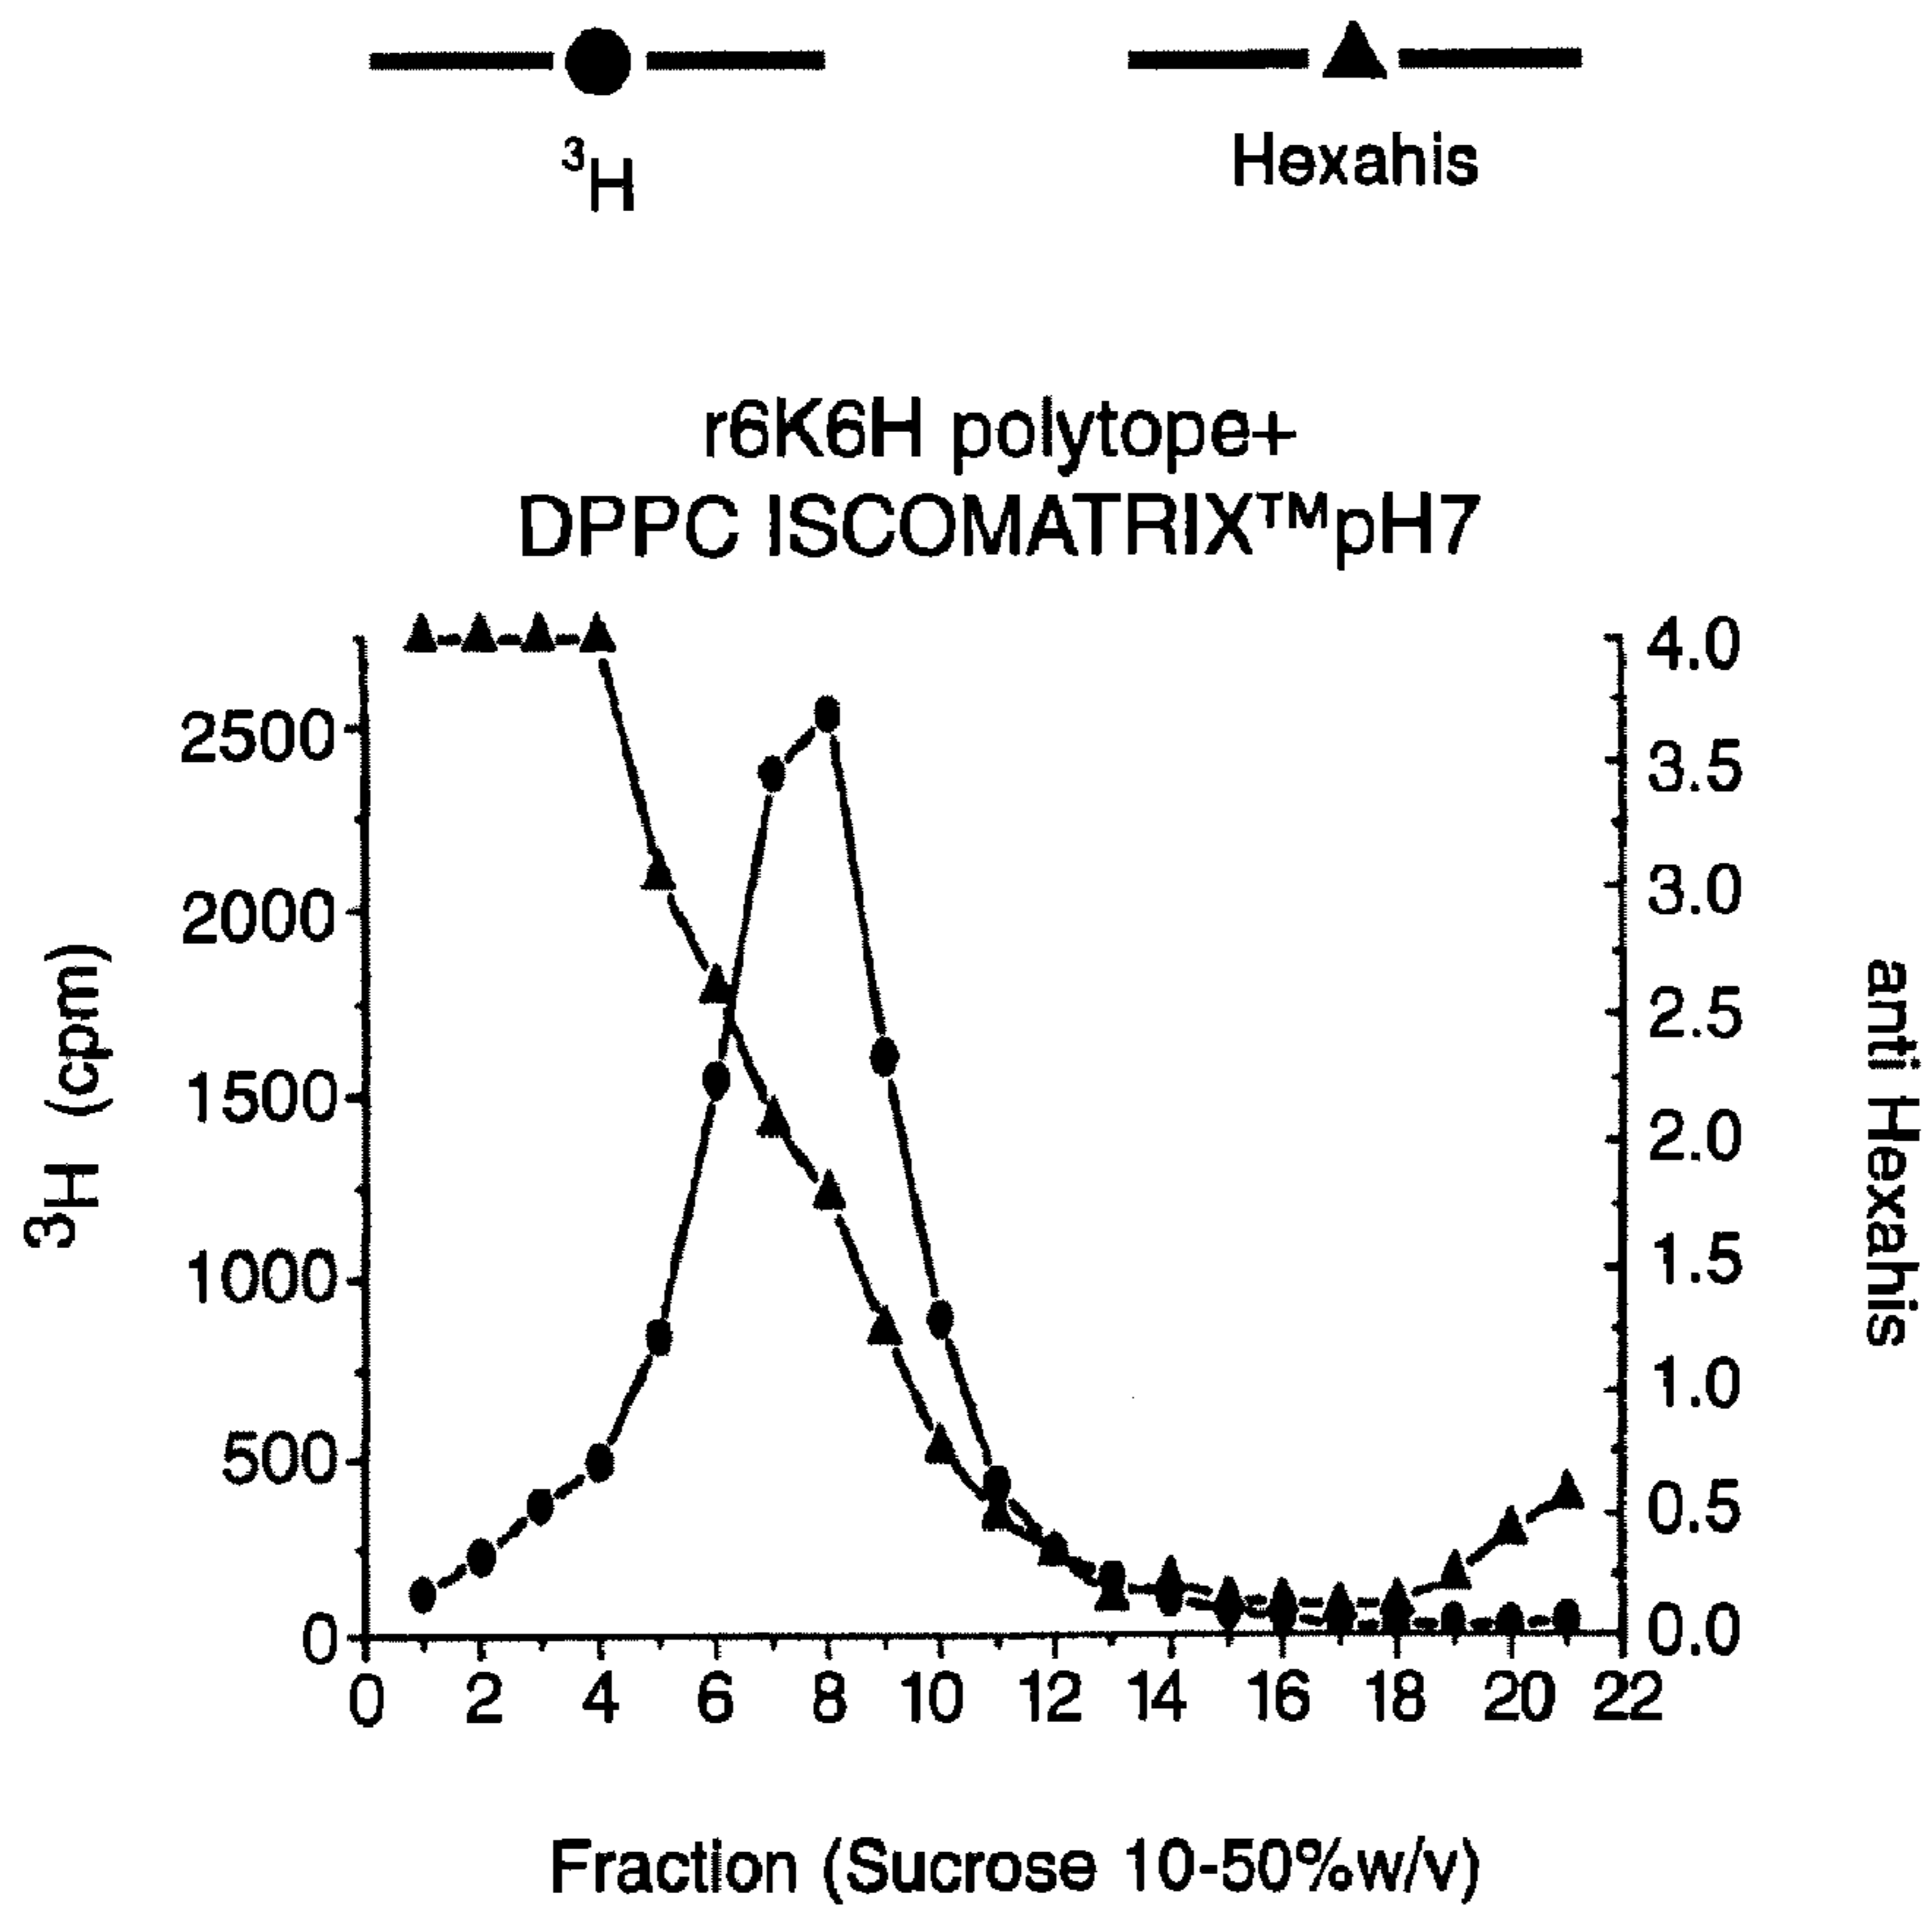 ³H
Hexahis
r6K6H polytope+
DPPC ISCOMATRIX™pH7
³H (cpm)
2500
2000
1500
1000
500
0
4.0
3.5
3.0
2.5
2.0
1.5
1.0
0.5
0.0
anti Hexahis
0 2 4 6 8 10 12 14 16 18 20 22
Fraction (Sucrose 10-50%w/v)